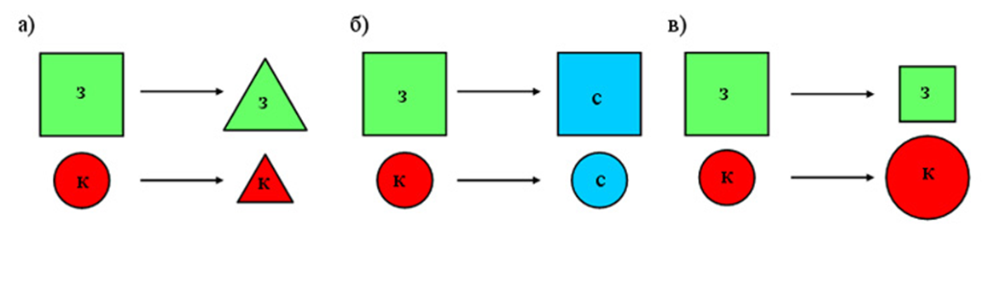 а) б) в)
з з з с з з
к к к с к к